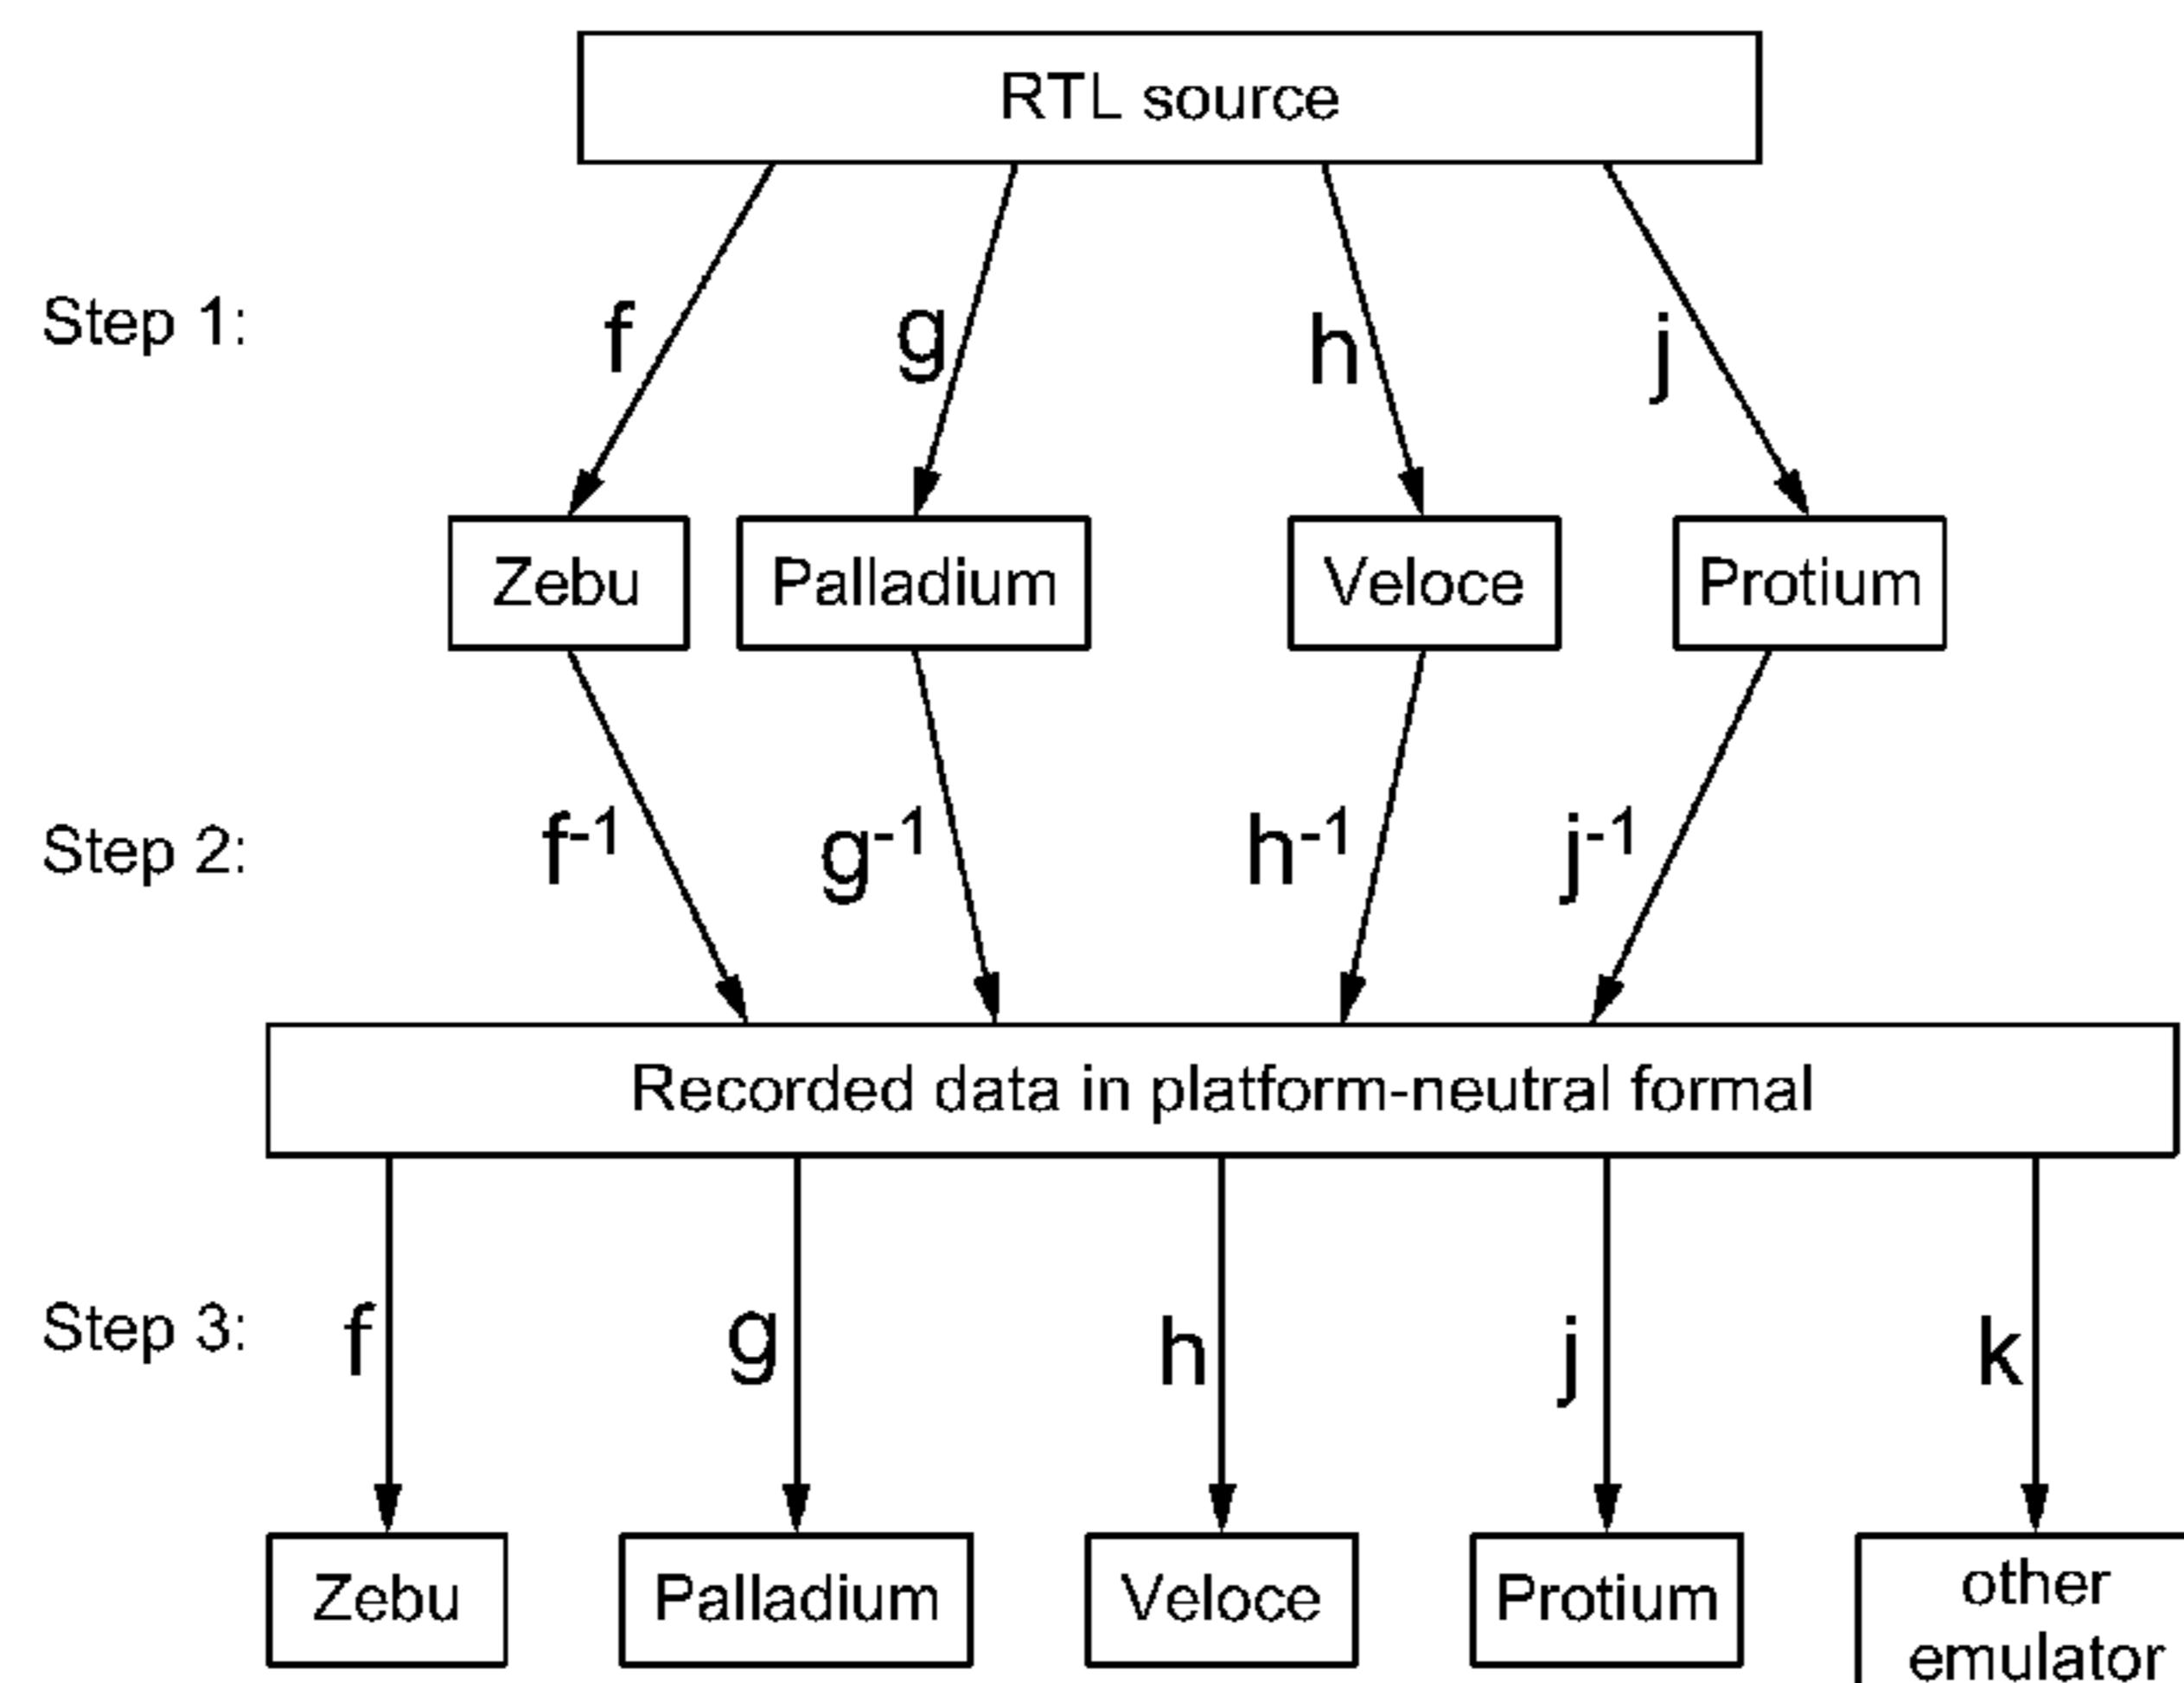 RTL source
Step 1:
f
g
h
j
Zebu
Palladium
Veloce
Protium
Step 2:
f-1
g-1
h-1
j-1
Recorded data in platform-neutral formal
Step 3:
f
g
h
j
k
Zebu
Palladium
Veloce
Protium
other
emulator